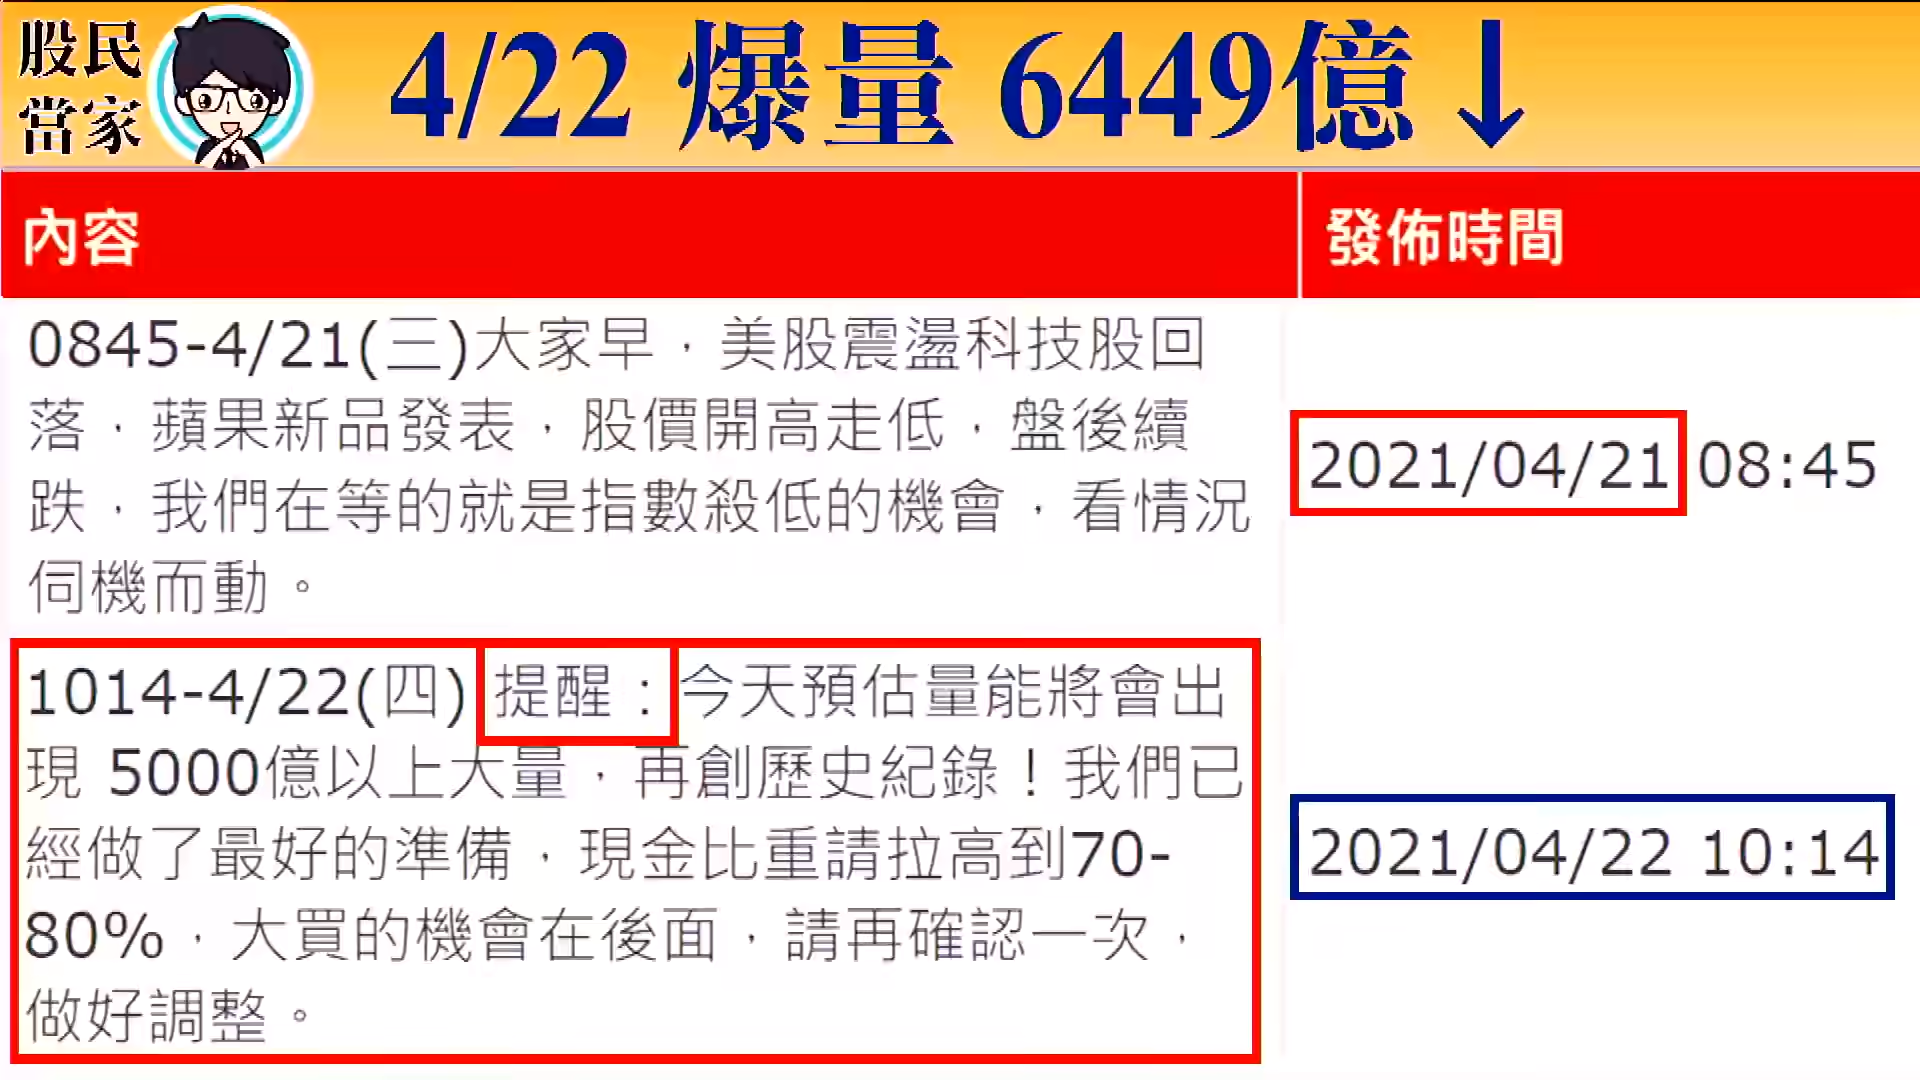 股民
當家
4/22 爆量 6449億↓
內容
發佈時間
0845-4/21(三)大家早，美股震盪科技股回
落，蘋果新品發表，股價開高走低，盤後續
跌，我們在等的就是指數殺低的機會，看情況
伺機而動。
2021/04/21 08:45
1014-4/22(四) 提醒：今天預估量能將會出
現 5000億以上大量，再創歷史紀錄！我們已
經做了最好的準備，現金比重請拉高到70-
80%，大買的機會在後面，請再確認一次，
做好調整。
2021/04/22 10:14